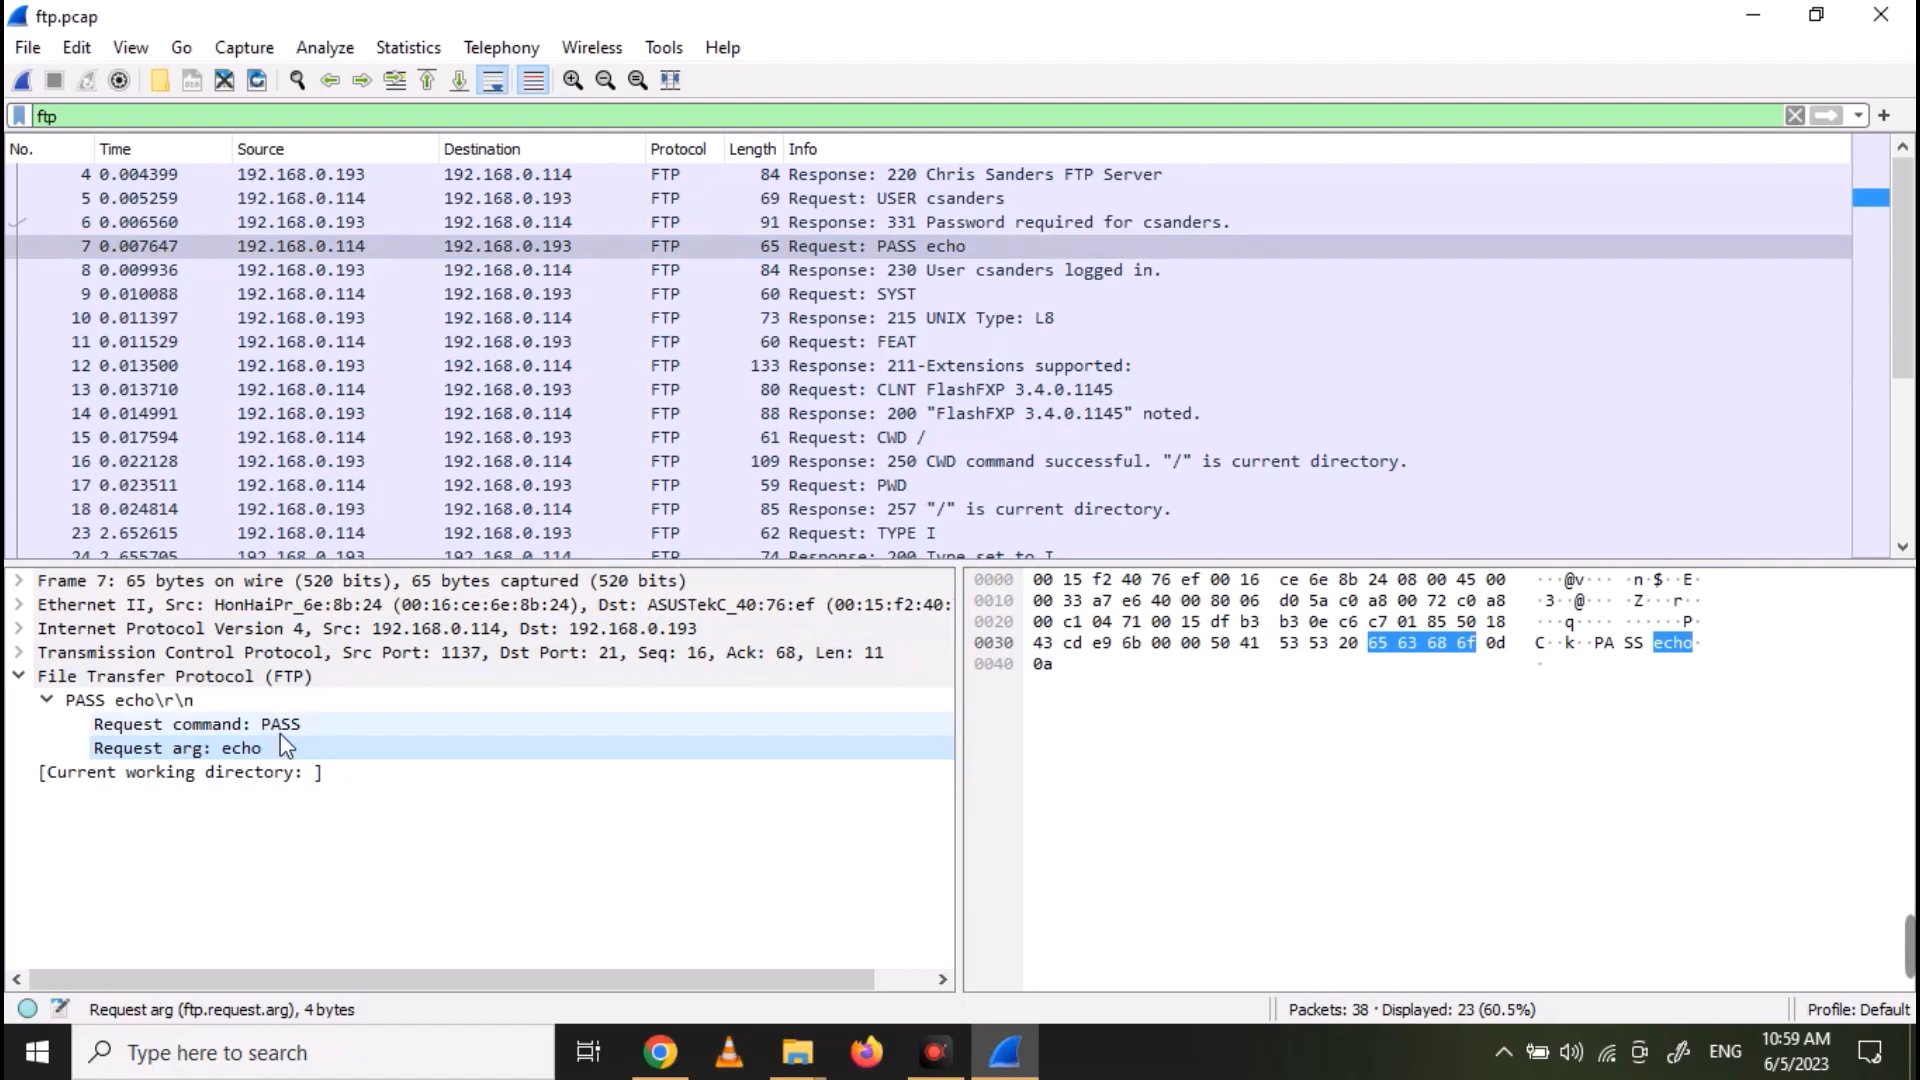 ftp.pcap
File Edit View Go Capture Analyze Statistics Telephony Wireless Tools Help
ftp
No. Time Source Destination Protocol Length Info
4 0.004399 192.168.0.193 192.168.0.114 FTP 84 Response: 220 Chris Sanders FTP Server
5 0.005259 192.168.0.114 192.168.0.193 FTP 69 Request: USER csanders
6 0.006560 192.168.0.193 192.168.0.114 FTP 91 Response: 331 Password required for csanders.
7 0.007647 192.168.0.114 192.168.0.193 FTP 65 Request: PASS echo
8 0.009936 192.168.0.193 192.168.0.114 FTP 84 Response: 230 User csanders logged in.
9 0.010088 192.168.0.114 192.168.0.193 FTP 60 Request: SYST
10 0.011397 192.168.0.193 192.168.0.114 FTP 73 Response: 215 UNIX Type: L8
11 0.011529 192.168.0.114 192.168.0.193 FTP 60 Request: FEAT
12 0.013500 192.168.0.193 192.168.0.114 FTP 133 Response: 211-Extensions supported:
13 0.013710 192.168.0.114 192.168.0.193 FTP 80 Request: CLNT FlashFXP 3.4.0.1145
14 0.014991 192.168.0.193 192.168.0.114 FTP 88 Response: 200 "FlashFXP 3.4.0.1145" noted.
15 0.017594 192.168.0.114 192.168.0.193 FTP 61 Request: CWD /
16 0.022128 192.168.0.193 192.168.0.114 FTP 109 Response: 250 CWD command successful. "/" is current directory.
17 0.023511 192.168.0.114 192.168.0.193 FTP 59 Request: PWD
18 0.024814 192.168.0.193 192.168.0.114 FTP 85 Response: 257 "/" is current directory.
23 2.652615 192.168.0.114 192.168.0.193 FTP 62 Request: TYPE I
24 2.655705 192.168.0.193 192.168.0.114 FTP 74 Response: 200 Type set to I
Frame 7: 65 bytes on wire (520 bits), 65 bytes captured (520 bits)
Ethernet II, Src: HonHaiPr_6e:8b:24 (00:16:ce:6e:8b:24), Dst: ASUSTekC_40:76:ef (00:15:f2:40:
Internet Protocol Version 4, Src: 192.168.0.114, Dst: 192.168.0.193
Transmission Control Protocol, Src Port: 1137, Dst Port: 21, Seq: 16, Ack: 68, Len: 11
File Transfer Protocol (FTP)
PASS echo\r\n
Request command: PASS
Request arg: echo
[Current working directory: ]
0000 00 15 f2 40 76 ef 00 16 ce 6e 8b 24 08 00 45 00 ···@v··· ·n·$··E·
0010 00 33 a7 e6 40 00 80 06 d0 5a c0 a8 00 72 c0 a8 ·3··@··· ·Z···r··
0020 00 c1 04 71 00 15 df b3 b3 0e c6 c7 01 85 50 18 ···q···· ······P·
0030 43 cd e9 6b 00 00 50 41 53 53 20 65 63 68 6f 0d C··k··PA SS echo·
0040 0a ·
Request arg (ftp.request.arg), 4 bytes
Packets: 38 · Displayed: 23 (60.5%)
Profile: Default
Type here to search
ENG
10:59 AM
6/5/2023